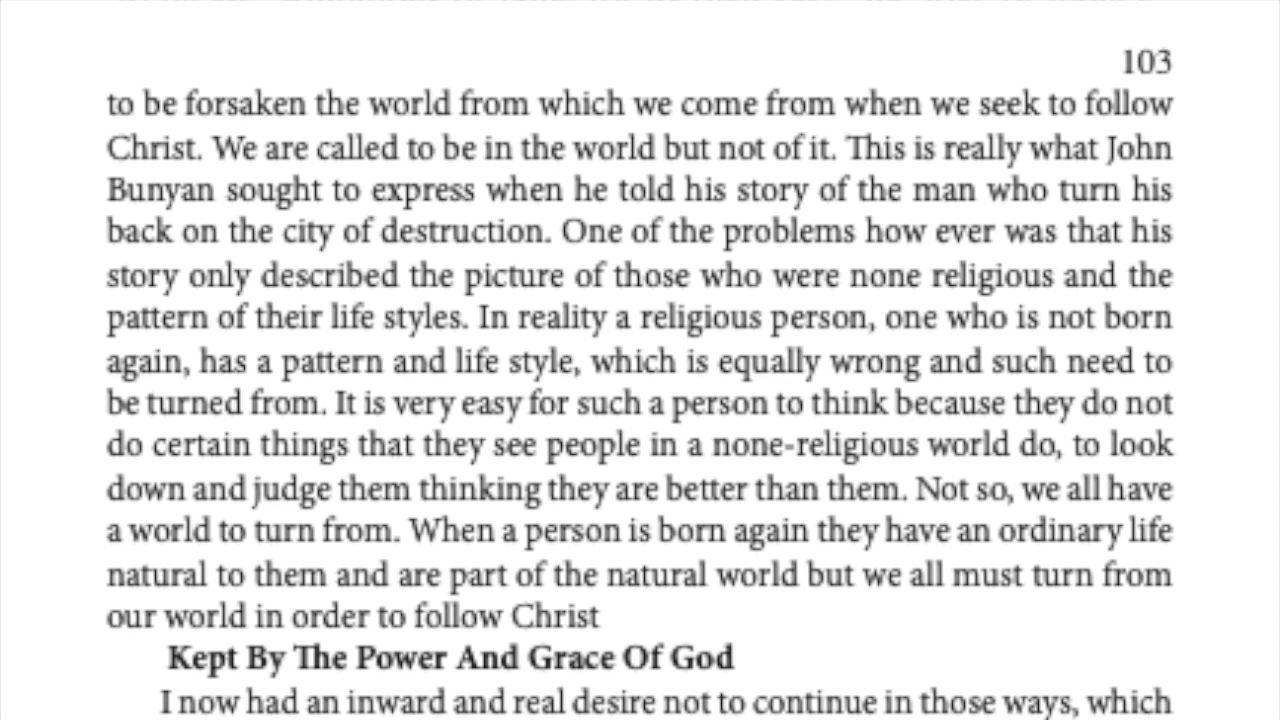 103
to be forsaken the world from which we come from when we seek to follow
Christ. We are called to be in the world but not of it. This is really what John
Bunyan sought to express when he told his story of the man who turn his
back on the city of destruction. One of the problems how ever was that his
story only described the picture of those who were none religious and the
pattern of their life styles. In reality a religious person, one who is not born
again, has a pattern and life style, which is equally wrong and such need to
be turned from. It is very easy for such a person to think because they do not
do certain things that they see people in a none-religious world do, to look
down and judge them thinking they are better than them. Not so, we all have
a world to turn from. When a person is born again they have an ordinary life
natural to them and are part of the natural world but we all must turn from
our world in order to follow Christ
Kept By The Power And Grace Of God
I now had an inward and real desire not to continue in those ways, which